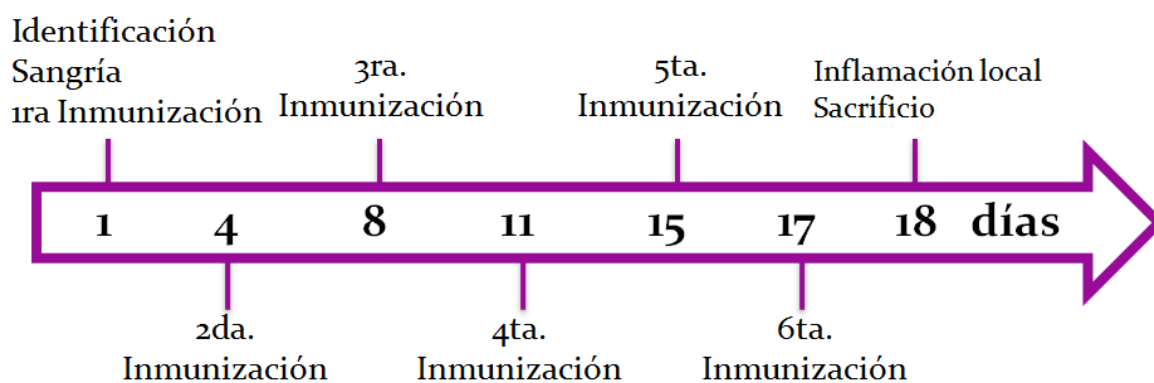 Identificación
Sangría
1ra Inmunización
3ra.
Inmunización
5ta.
Inmunización
Inflamación local
Sacrificio
1 4 8 11 15 17 18 días
2da.
Inmunización
4ta.
Inmunización
6ta.
Inmunización